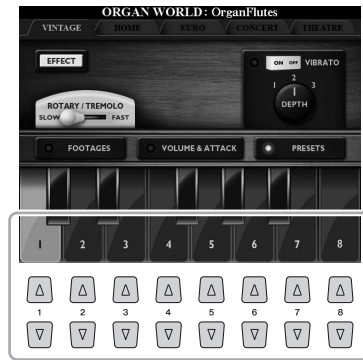 ORGAN WORLD: OrganFlutes
VINTAGE HOME EURO CONCERT THEATRE
EFFECT
ON OFF VIBRATO
1 2 3
DEPTH
ROTARY / TREMOLO
SLOW FAST
FOOTAGES VOLUME & ATTACK PRESETS
1 2 3 4 5 6 7 8
1 2 3 4 5 6 7 8